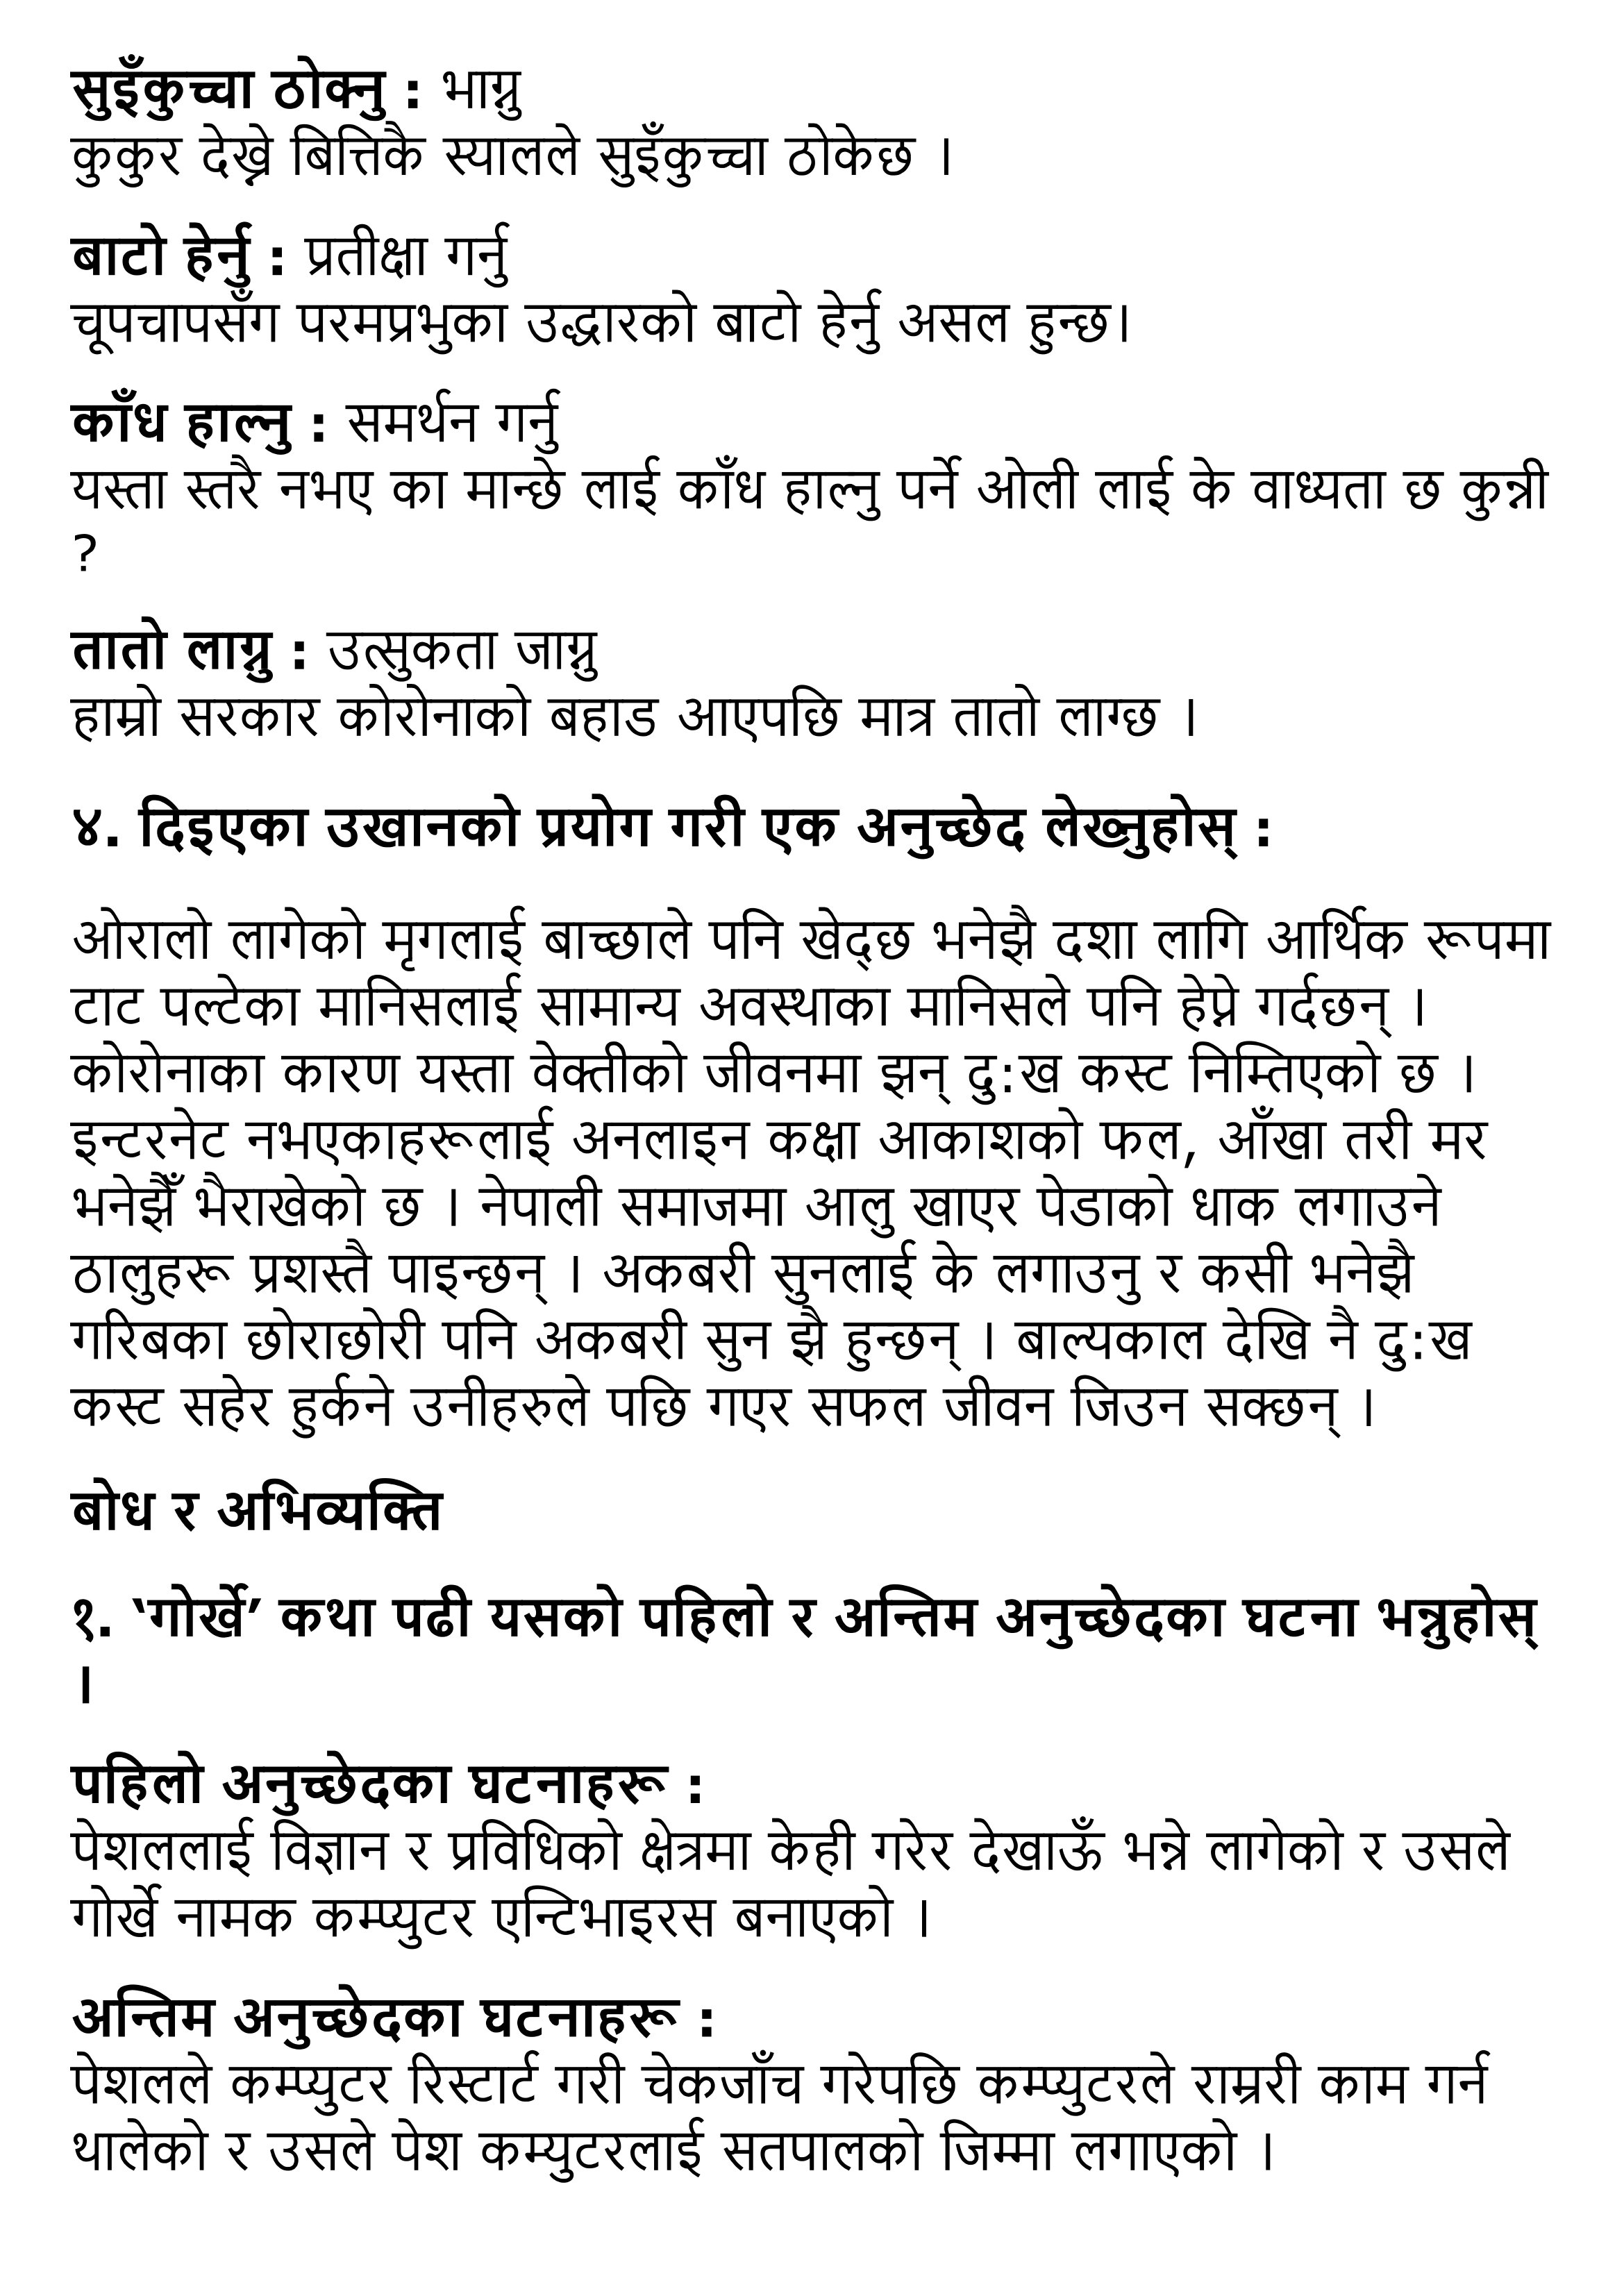 सुइँकुच्चा ठोक्नु : भाग्नु
कुकुर देख्ने बित्तिकै स्यालले सुइँकुच्चा ठोकेछ ।
बाटो हेर्नु : प्रतीक्षा गर्नु
चूपचापसँग परमप्रभुका उद्धारको बाटो हेर्नु असल हुन्छ।
काँध हाल्नु : समर्थन गर्नु
यस्ता स्तरै नभए का मान्छे लाई काँध हाल्नु पर्ने ओली लाई के वाध्यता छ कुन्नी
?
तातो लाग्नु : उत्सुकता जाग्नु
हाम्रो सरकार कोरोनाको बहाड आएपछि मात्र तातो लाग्छ ।
४. दिइएका उखानको प्रयोग गरी एक अनुच्छेद लेख्नुहोस् :
ओरालो लागेको मृगलाई बाच्छाले पनि खेद्छ भनेझै दशा लागि आर्थिक रूपमा
टाट पल्टेका मानिसलाई सामान्य अवस्थाका मानिसले पनि हेप्ने गर्दछन् ।
कोरोनाका कारण यस्ता वेक्तीको जीवनमा झन् दु:ख कस्ट निम्तिएको छ ।
इन्टरनेट नभएकाहरूलाई अनलाइन कक्षा आकाशको फल, आँखा तरी मर
भनेझैँ भैराखेको छ । नेपाली समाजमा आलु खाएर पेडाको धाक लगाउने
ठालुहरू प्रशस्तै पाइन्छन् । अकबरी सुनलाई के लगाउनु र कसी भनेझै
गरिबका छोराछोरी पनि अकबरी सुन झै हुन्छन् । बाल्यकाल देखि नै दु:ख
कस्ट सहेर हुर्कने उनीहरुले पछि गएर सफल जीवन जिउन सक्छन् ।
बोध र अभिव्यक्ति
१. ‘गोर्खे’ कथा पढी यसको पहिलो र अन्तिम अनुच्छेदका घटना भन्नुहोस्
।
पहिलो अनुच्छेदका घटनाहरू :
पेशललाई विज्ञान र प्रविधिको क्षेत्रमा केही गरेर देखाऊँ भन्ने लागेको र उसले
गोर्खे नामक कम्प्युटर एन्टिभाइरस बनाएको ।
अन्तिम अनुच्छेदका घटनाहरू :
पेशलले कम्प्युटर रिस्टार्ट गरी चेकजाँच गरेपछि कम्प्युटरले राम्ररी काम गर्न
थालेको र उसले पेश कम्युटरलाई सतपालको जिम्मा लगाएको ।